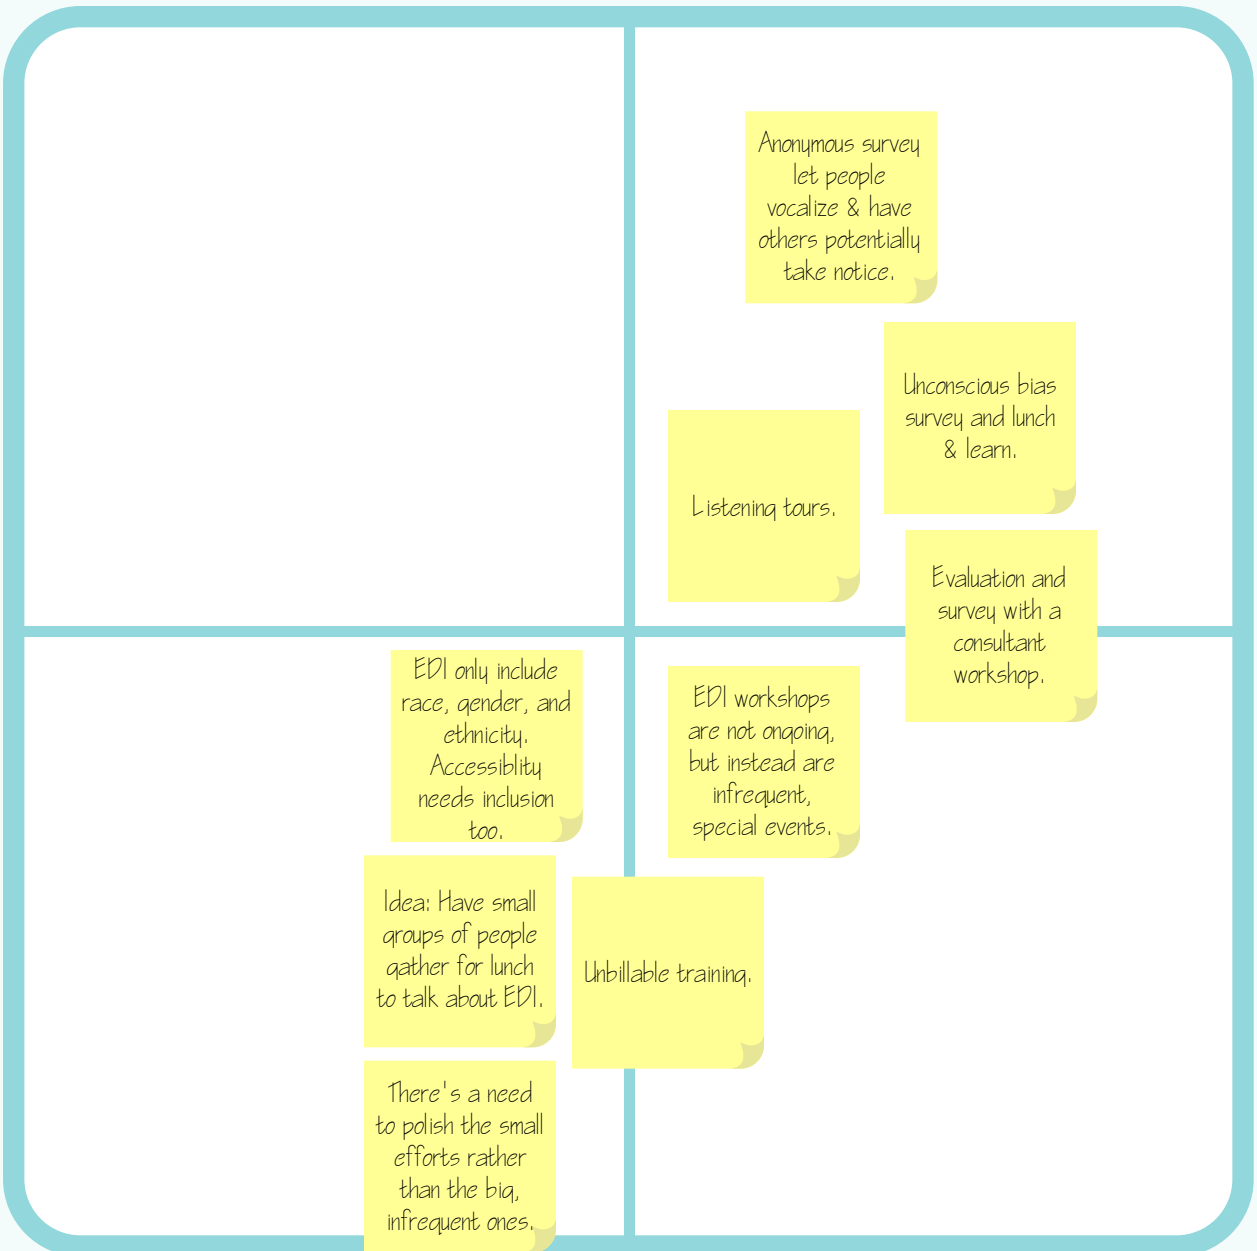 Anonymous survey
let people
vocalize & have
others potentially
take notice.
Unconscious bias
survey and lunch
& learn.
Listening tours.
Evaluation and
survey with a
consultant
workshop.
EDI only include
race, gender, and
ethnicity.
Accessiblity
needs inclusion
too.
EDI workshops
are not ongoing,
but instead are
infrequent,
special events.
Idea: Have small
groups of people
gather for lunch
to talk about EDI.
Unbillable training.
There's a need
to polish the small
efforts rather
than the big,
infrequent ones.